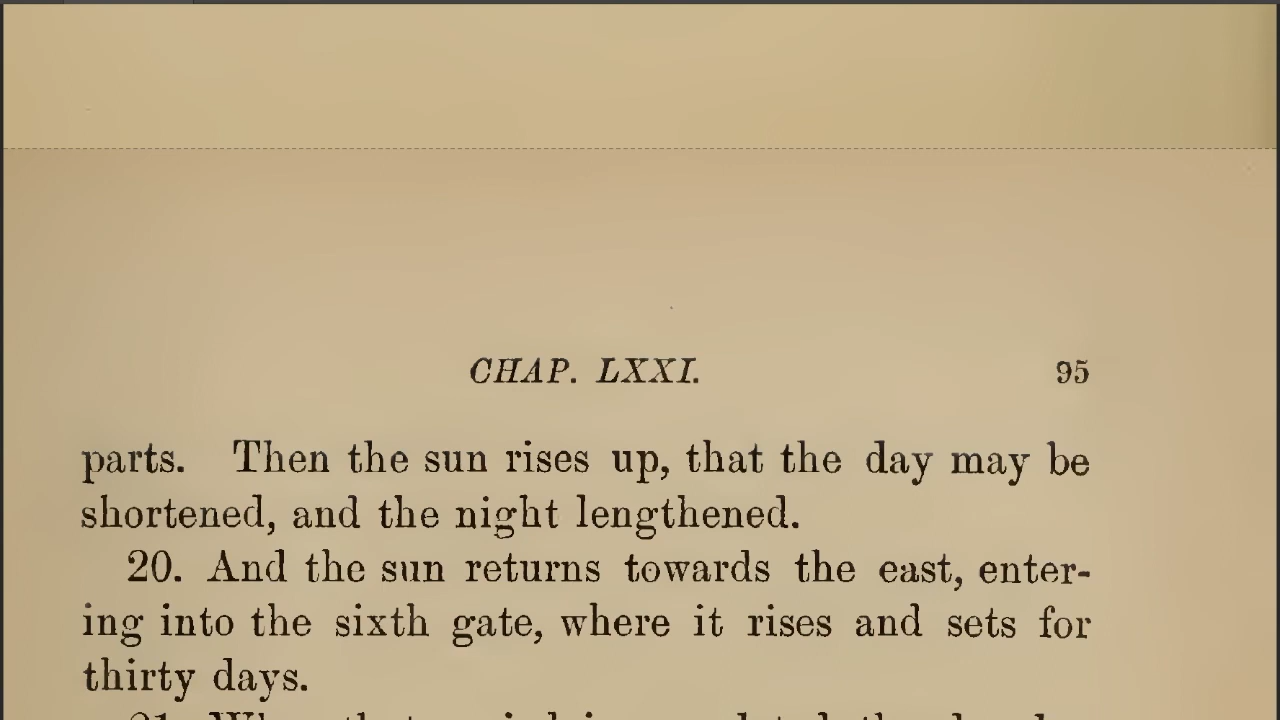 CHAP. LXXI. 95
parts. Then the sun rises up, that the day may be
shortened, and the night lengthened.
20. And the sun returns towards the east, enter-
ing into the sixth gate, where it rises and sets for
thirty days.